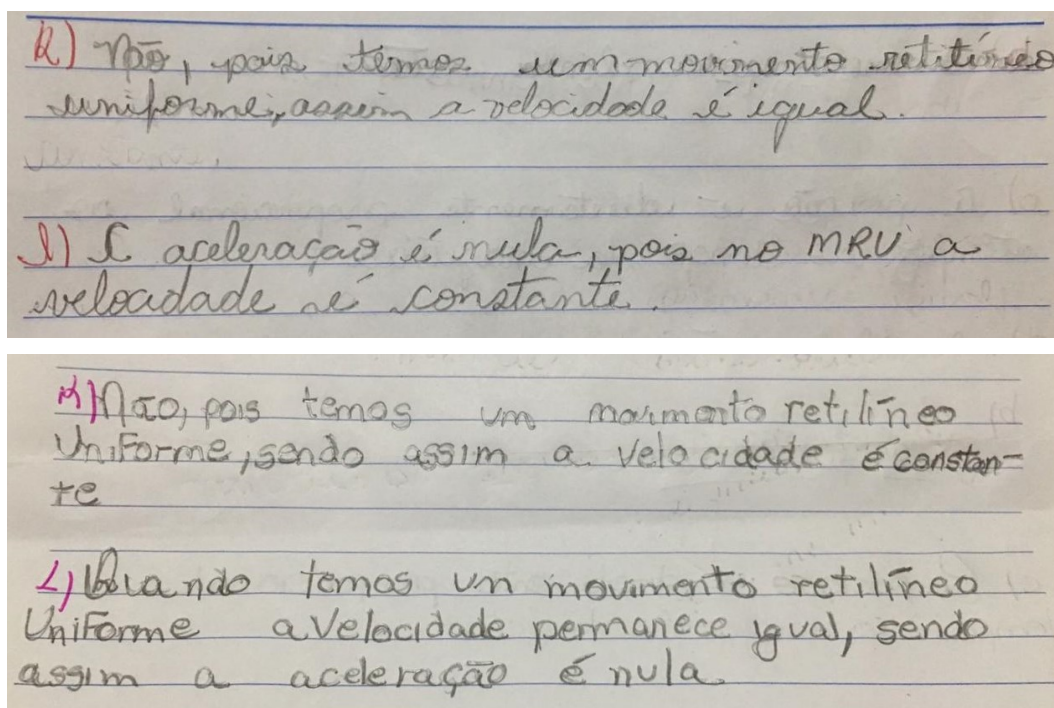 K) Não, pois temos um movimento retilíneo
uniforme, assim a velocidade é igual.
L) A aceleração é nula, pois no MRU a
velocidade é constante.
K) Não, pois temos um movimento retilíneo
Uniforme, sendo assim a velocidade é constan-
te
L) Quando temos um movimento retilíneo
Uniforme a velocidade permanece igual, sendo
assim a aceleração é nula.